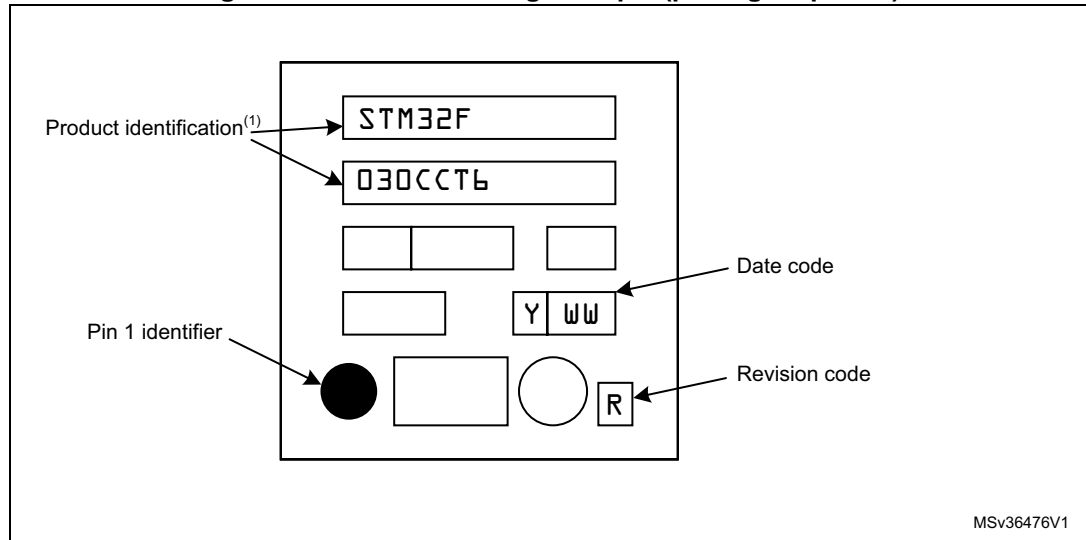 Product identification(1)
STM32F
030CCT6
Date code
Y WW
Pin 1 identifier
Revision code
R
MSv36476V1